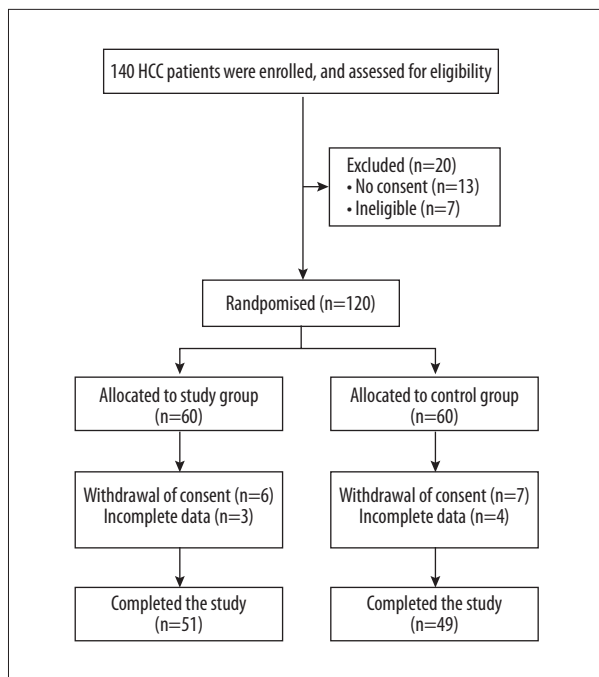 140 HCC patients were enrolled, and assessed for eligibility
Excluded (n=20)
• No consent (n=13)
• Ineligible (n=7)
Randpomised (n=120)
Allocated to study group
(n=60)
Allocated to control group
(n=60)
Withdrawal of consent (n=6)
Incomplete data (n=3)
Withdrawal of consent (n=7)
Incomplete data (n=4)
Completed the study
(n=51)
Completed the study
(n=49)